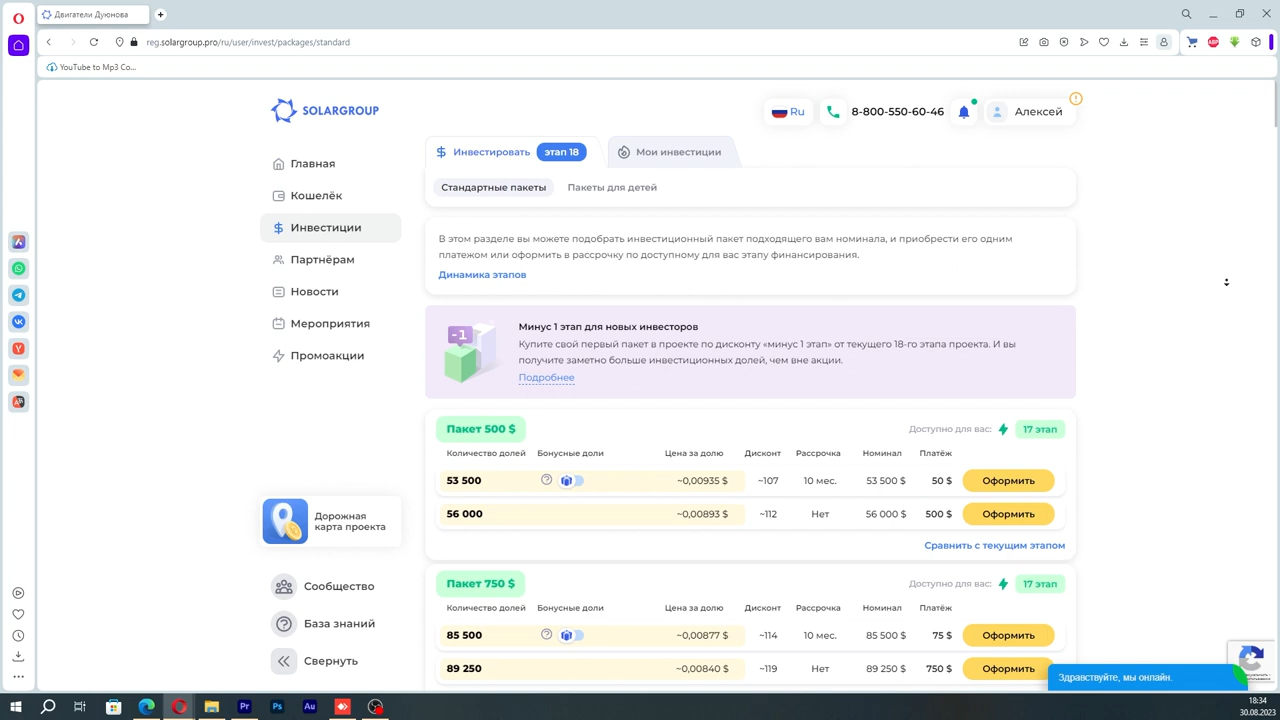 Двигатели Дуюнова
reg.solargroup.pro/ru/user/invest/packages/standard
YouTube to Mp3 Co...
SOLARGROUP
Ru
8-800-550-60-46
Алексей
Главная
Кошелёк
Инвестиции
Партнёрам
Новости
Мероприятия
Промоакции
Дорожная
карта проекта
Сообщество
База знаний
Свернуть
Инвестировать этап 18 Мои инвестиции
Стандартные пакеты Пакеты для детей
В этом разделе вы можете подобрать инвестиционный пакет подходящего вам номинала, и приобрести его одним
платежом или оформить в рассрочку по доступному для вас этапу финансирования.
Динамика этапов
-1
Минус 1 этап для новых инвесторов
Купите свой первый пакет в проекте по дисконту «минус 1 этап» от текущего 18-го этапа проекта. И вы
получите заметно больше инвестиционных долей, чем вне акции.
Подробнее
Пакет 500 $ Доступно для вас: 17 этап
Количество долей Бонусные доли Цена за долю Дисконт Рассрочка Номинал Платёж
53 500 ~0,00935 $ ~107 10 мес. 53 500 $ 50 $ Оформить
56 000 ~0,00893 $ ~112 Нет 56 000 $ 500 $ Оформить
Сравнить с текущим этапом
Пакет 750 $ Доступно для вас: 17 этап
Количество долей Бонусные доли Цена за долю Дисконт Рассрочка Номинал Платёж
85 500 ~0,00877 $ ~114 10 мес. 85 500 $ 75 $ Оформить
89 250 ~0,00840 $ ~119 Нет 89 250 $ 750 $ Оформить
Здравствуйте, мы онлайн.
Pr
Ps
Au
18:34
30.08.2023